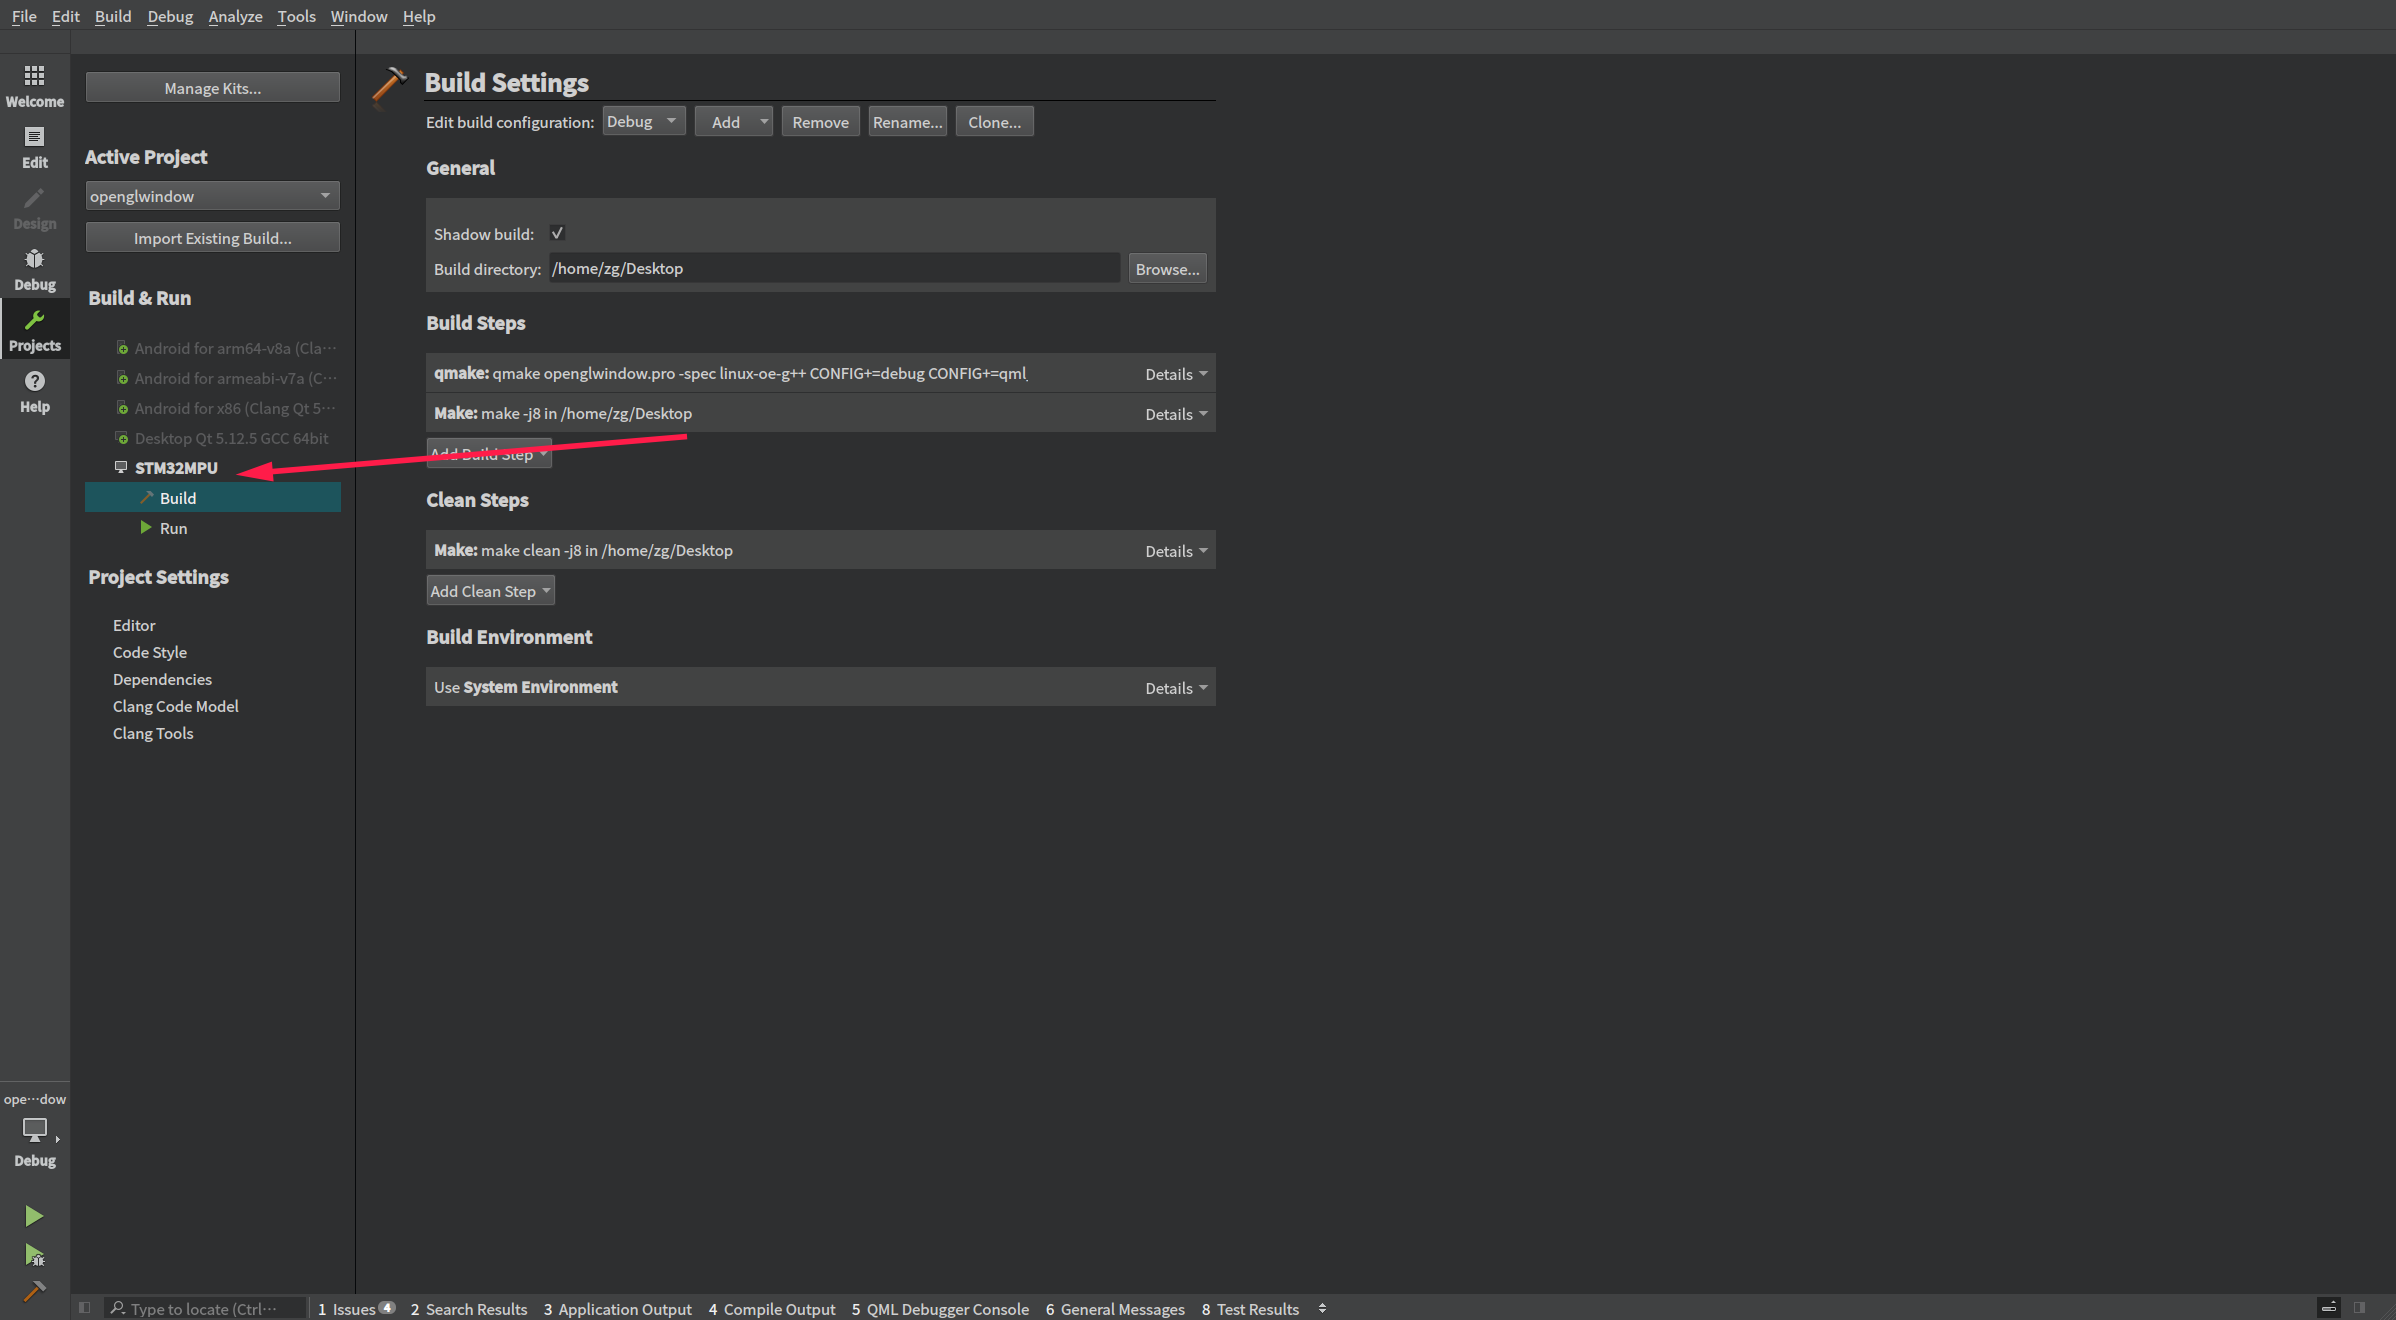 File Edit Build Debug Analyze Tools Window Help
Welcome
Edit
Design
Debug
Projects
Help
Manage Kits...
Active Project
openglwindow
Import Existing Build...
Build & Run
Android for arm64-v8a (Cla···
Android for armeabi-v7a (C···
Android for x86 (Clang Qt 5···
Desktop Qt 5.12.5 GCC 64bit
STM32MPU
Build
Run
Project Settings
Editor
Code Style
Dependencies
Clang Code Model
Clang Tools
Build Settings
Edit build configuration: Debug Add Remove Rename... Clone...
General
Shadow build:
Build directory: /home/zg/Desktop Browse...
Build Steps
qmake: qmake openglwindow.pro -spec linux-oe-g++ CONFIG+=debug CONFIG+=qml_ Details
Make: make -j8 in /home/zg/Desktop Details
Add Build Step
Clean Steps
Make: make clean -j8 in /home/zg/Desktop Details
Add Clean Step
Build Environment
Use System Environment Details
ope···dow
Debug
Type to locate (Ctrl··· 1 Issues 4 2 Search Results 3 Application Output 4 Compile Output 5 QML Debugger Console 6 General Messages 8 Test Results